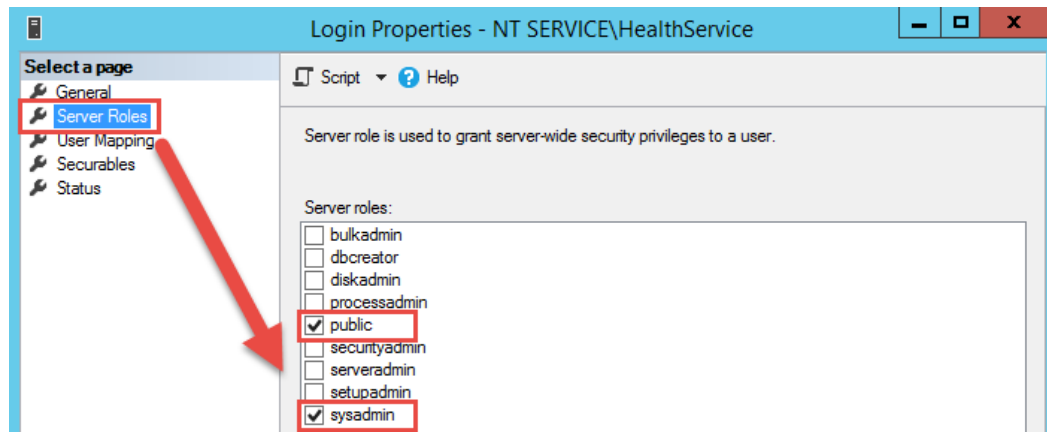 Login Properties - NT SERVICE\HealthService
Select a page
General
Server Roles
User Mapping
Securables
Status
Script
Help
Server role is used to grant server-wide security privileges to a user.
Server roles:
bulkadmin
dbcreator
diskadmin
processadmin
public
securityadmin
serveradmin
setupadmin
sysadmin